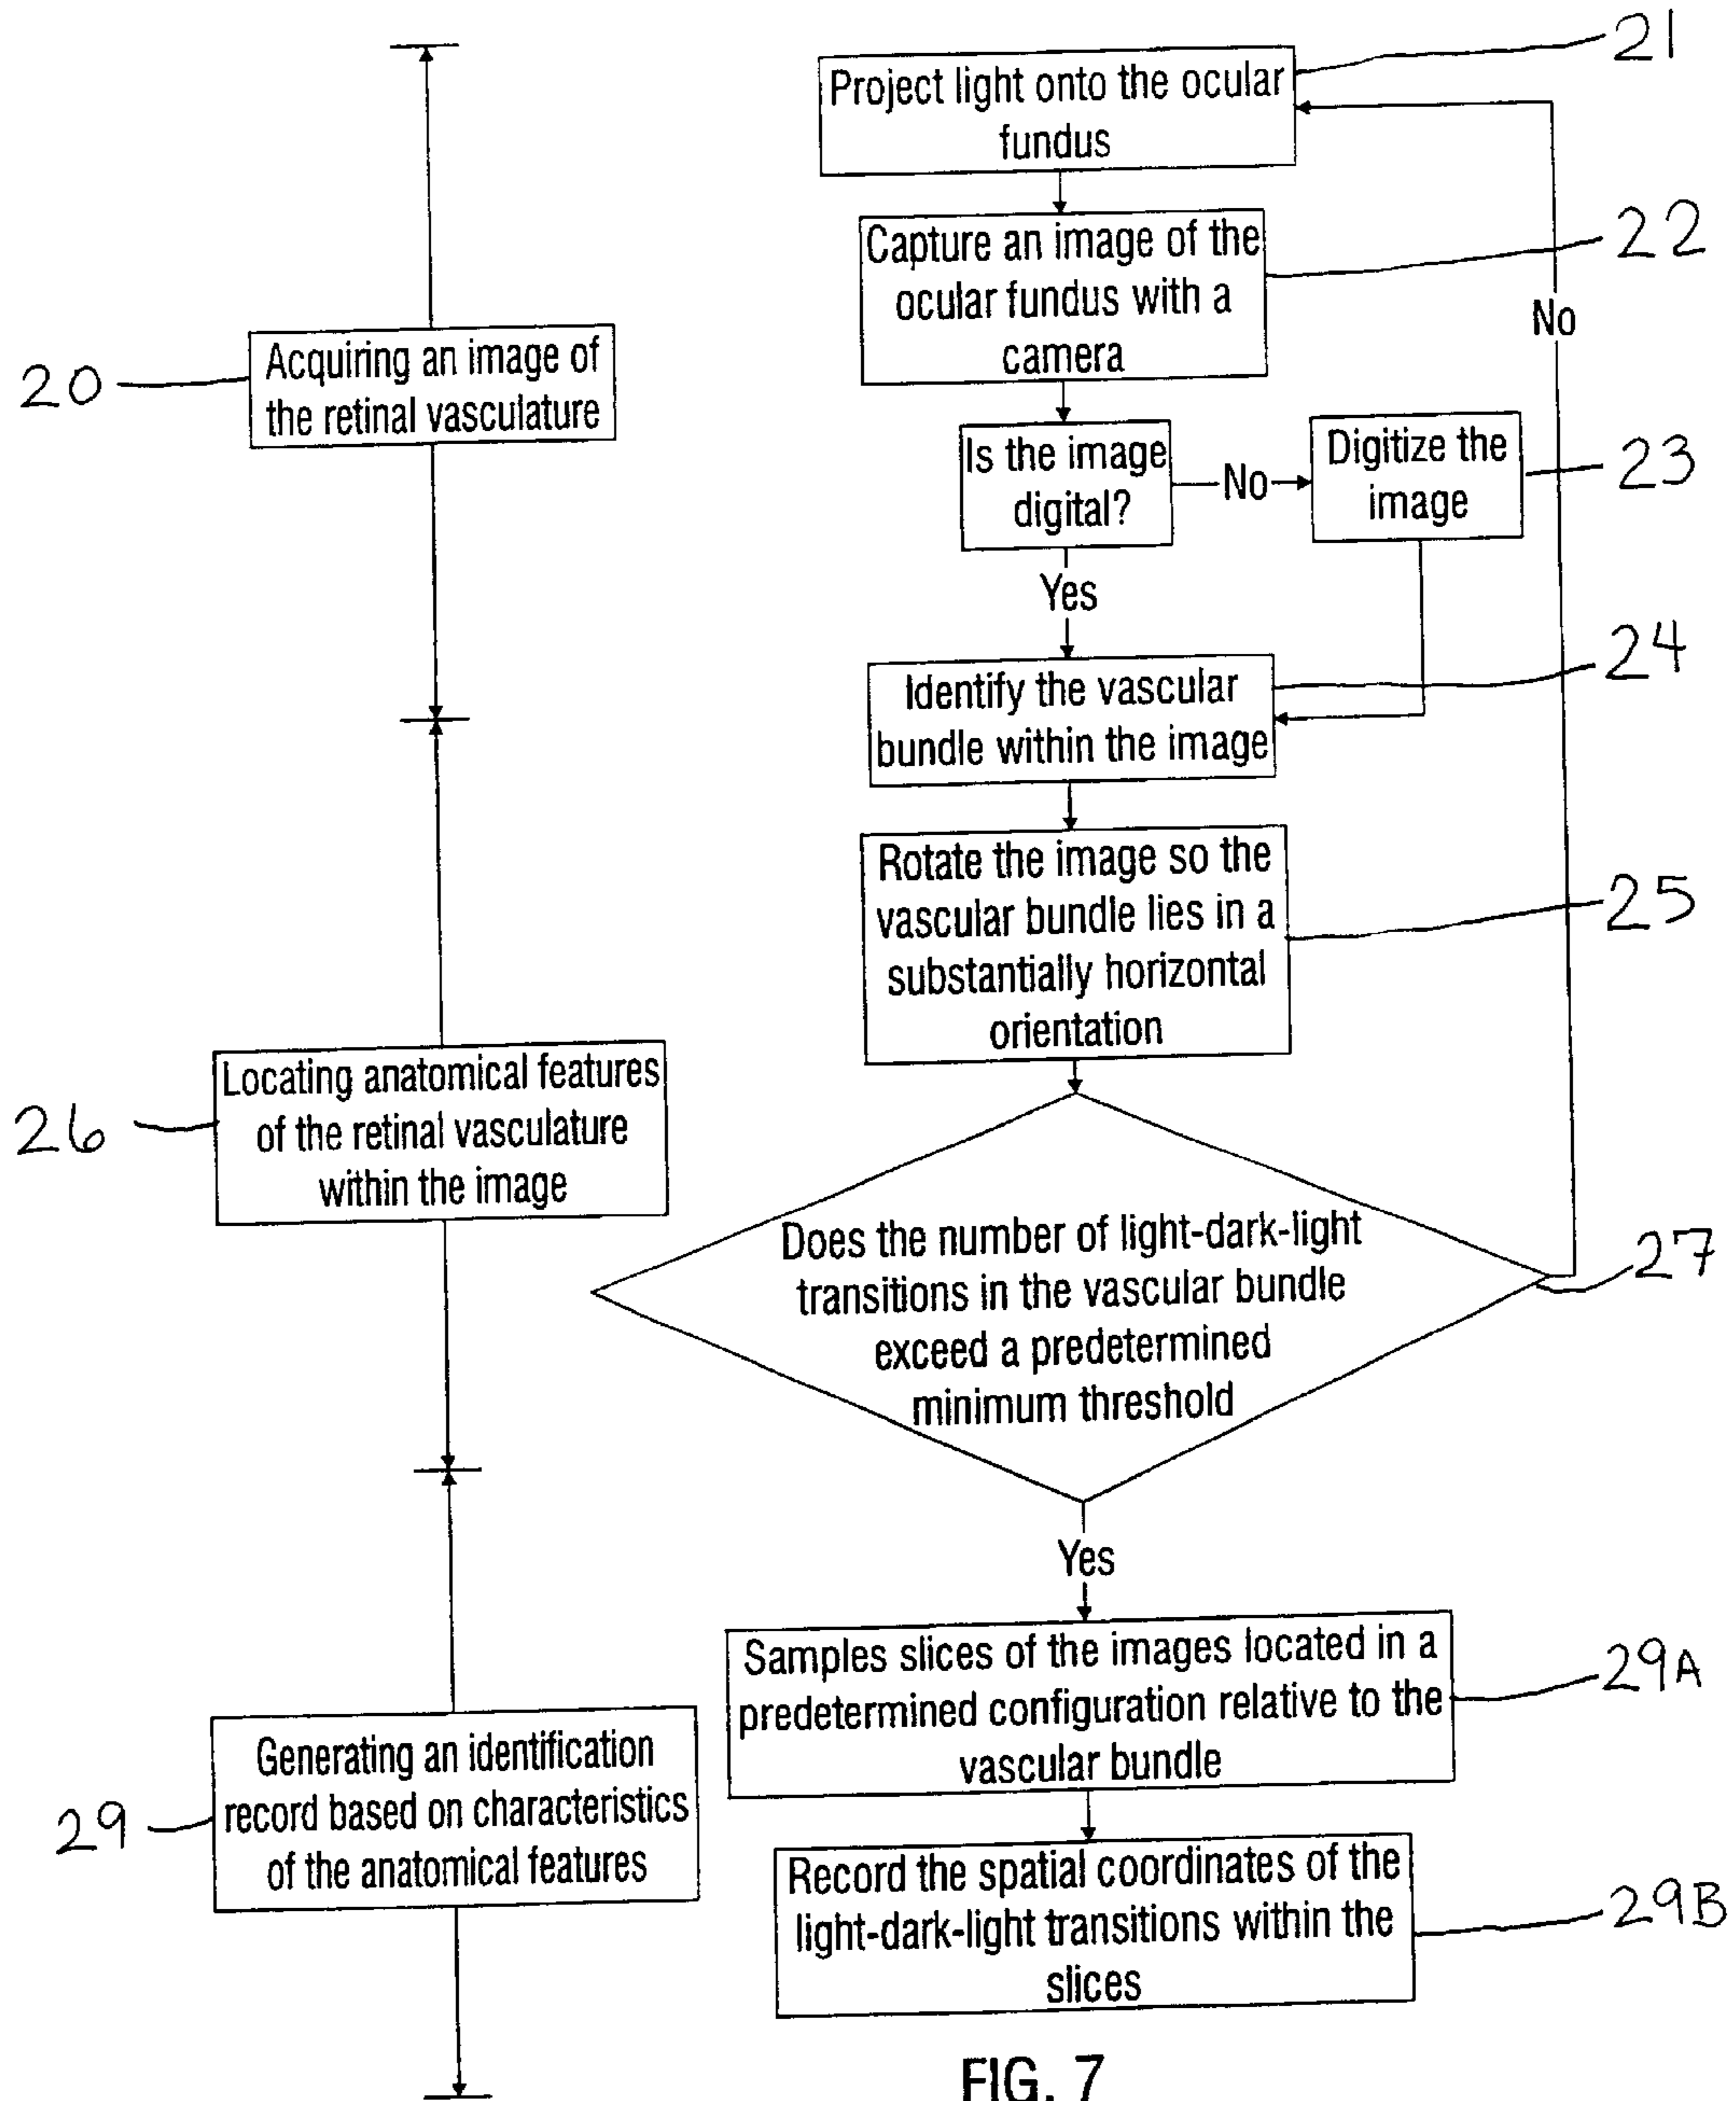 21
Project light onto the ocular
fundus
22
Capture an image of the
ocular fundus with a
camera
No
20
Acquiring an image of
the retinal vasculature
Is the image
digital?
No
Digitize the
image
23
Yes
24
Identify the vascular
bundle within the image
25
Rotate the image so the
vascular bundle lies in a
substantially horizontal
orientation
26
Locating anatomical features
of the retinal vasculature
within the image
Does the number of light-dark-light
transitions in the vascular bundle
exceed a predetermined
minimum threshold
27
Yes
Samples slices of the images located in a
predetermined configuration relative to the
vascular bundle
29A
29
Generating an identification
record based on characteristics
of the anatomical features
Record the spatial coordinates of the
light-dark-light transitions within the
slices
29B
FIG. 7